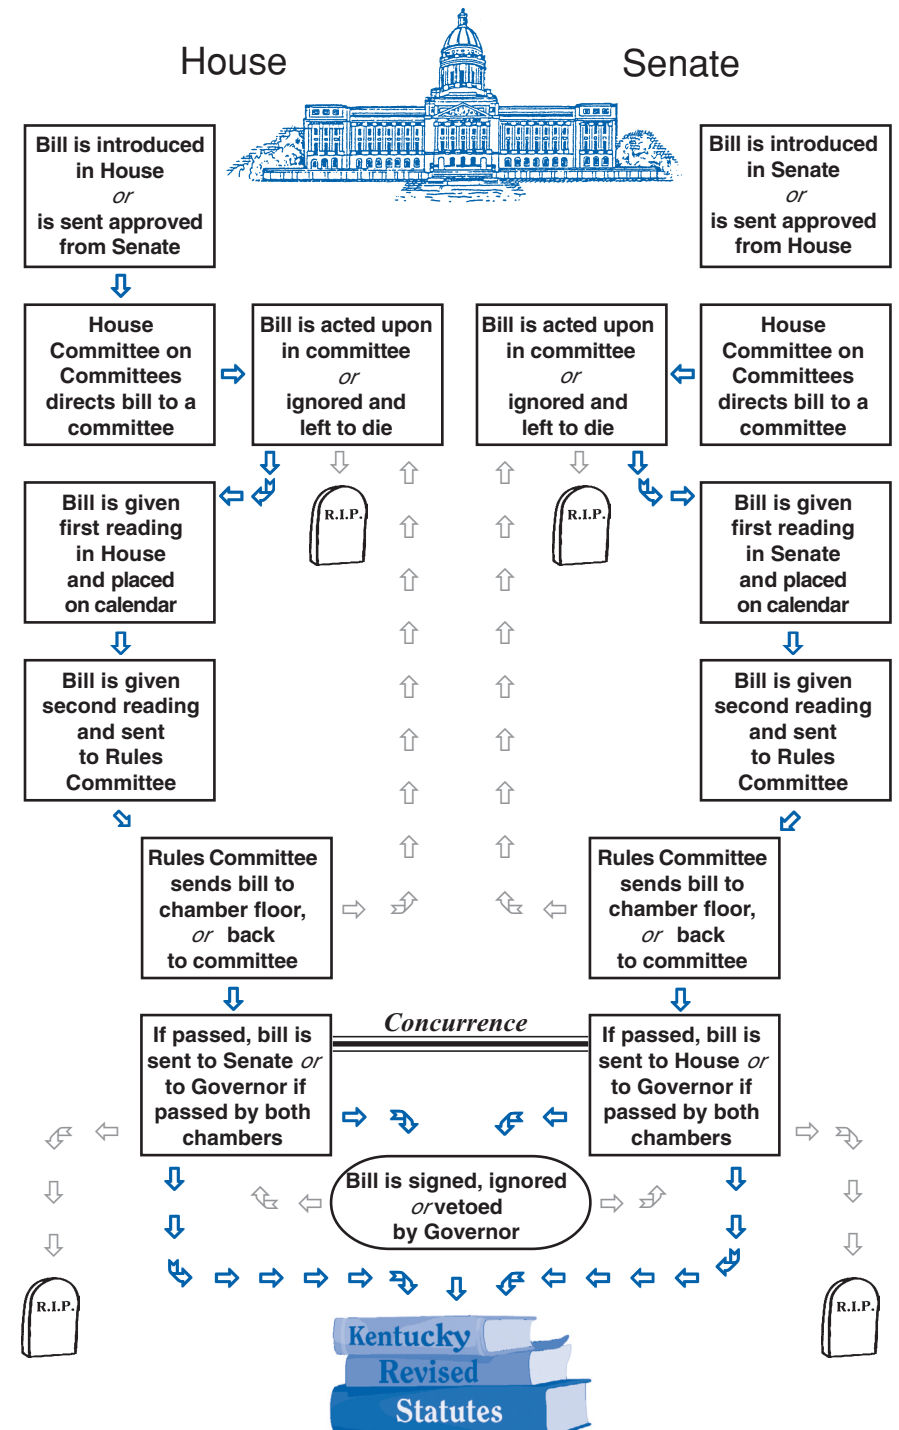 House
Senate
Bill is introduced
in House
or
is sent approved
from Senate
Bill is introduced
in Senate
or
is sent approved
from House
House
Committee on
Committees
directs bill to a
committee
Bill is acted upon
in committee
or
ignored and
left to die
Bill is acted upon
in committee
or
ignored and
left to die
House
Committee on
Committees
directs bill to a
committee
R.I.P.
R.I.P.
Bill is given
first reading
in House
and placed
on calendar
Bill is given
first reading
in Senate
and placed
on calendar
Bill is given
second reading
and sent
to Rules
Committee
Bill is given
second reading
and sent
to Rules
Committee
Rules Committee
sends bill to
chamber floor,
or back
to committee
Rules Committee
sends bill to
chamber floor,
or back
to committee
If passed, bill is
sent to Senate or
to Governor if
passed by both
chambers
Concurrence
If passed, bill is
sent to House or
to Governor if
passed by both
chambers
Bill is signed, ignored
or vetoed
by Governor
R.I.P.
R.I.P.
Kentucky
Revised
Statutes